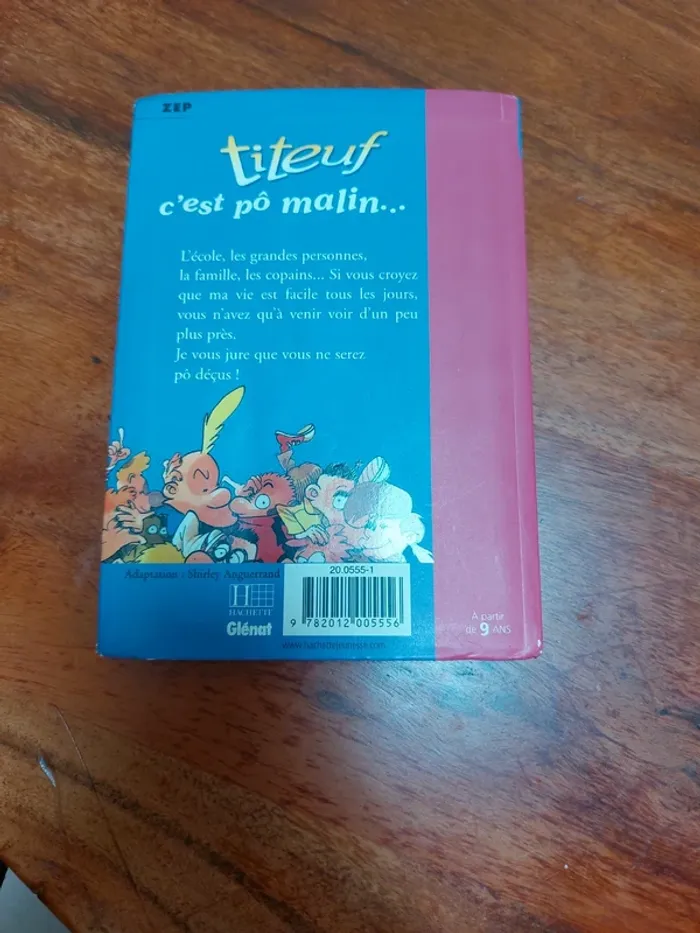 ZEP
titeuf
c'est pô malin...
L'école, les grandes personnes,
la famille, les copains... Si vous croyez
que ma vie est facile tous les jours,
vous n'avez qu'à venir voir d'un peu
plus près.
Je vous jure que vous ne serez
pô déçus !
Adaptation : Shirley Anguerrand
20.0555-1
H
HACHETTE
Glénat
9 782012 005556
www.hachettejeunesse.com
À partir
de 9 ANS